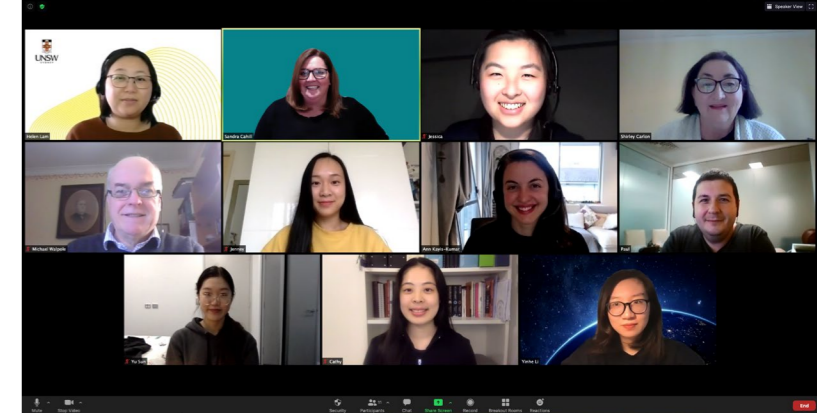 Speaker View
UNSW
Helen Lam
Sandra Cahill
Jessica
Shirley Carlon
Michael Walpole
Ann Kayis-Kumar
Paul
Yu Sun
Cathy
Yinhe Li
Mute
Stop Video
Security
Participants
Chat
Share Screen
Record
Breakout Rooms
Reactions
End